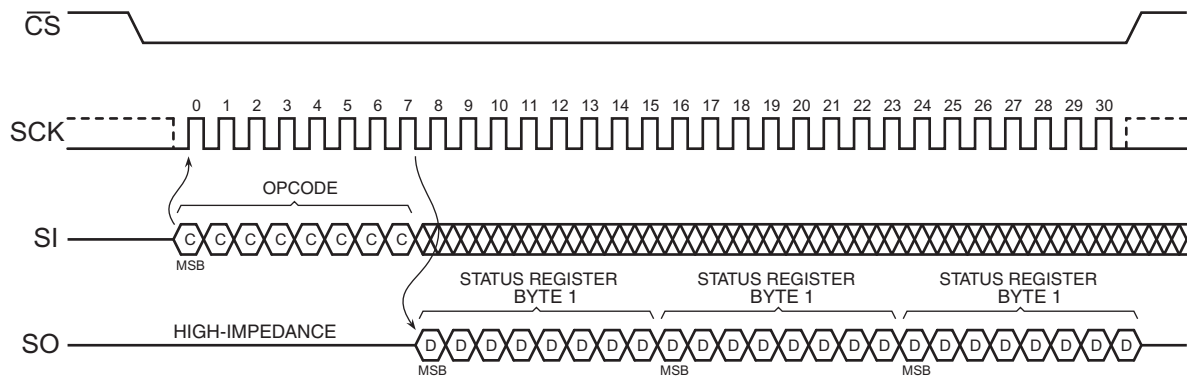 CS
SCK
0 1 2 3 4 5 6 7 8 9 10 11 12 13 14 15 16 17 18 19 20 21 22 23 24 25 26 27 28 29 30
OPCODE
SI
C C C C C C C C
MSB
STATUS REGISTER
BYTE 1
STATUS REGISTER
BYTE 1
STATUS REGISTER
BYTE 1
HIGH-IMPEDANCE
SO
D D D D D D D D D D D D D D D D D D D D D D D D
MSB
MSB
MSB